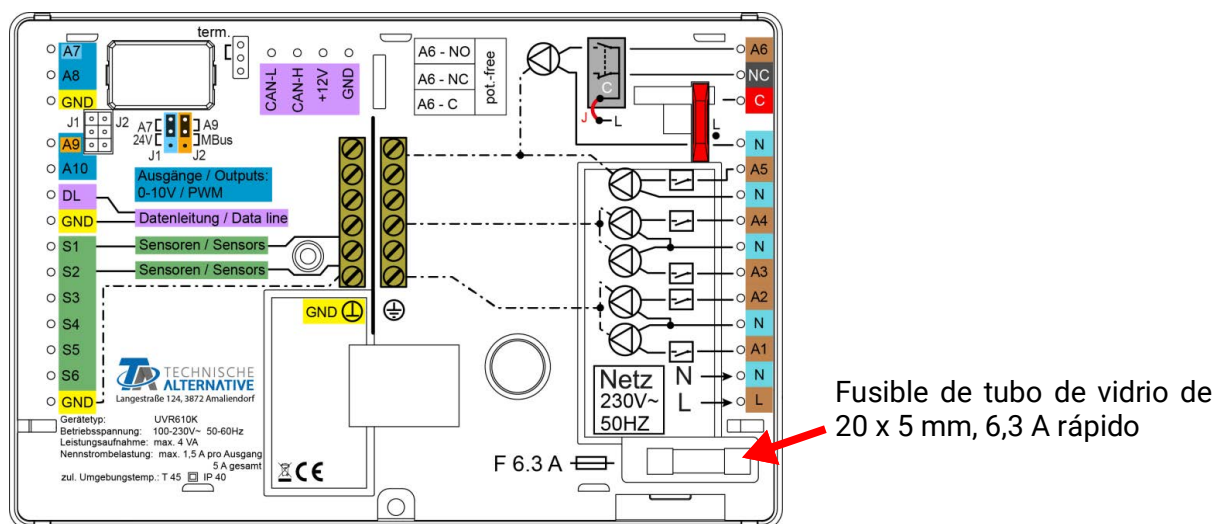 term.
A7
A8
GND
J1 J2
A9
A10
DL
GND
S1
S2
S3
S4
S5
S6
GND
A7 A9
24V MBus
J1 J2
CAN-L
CAN-H
+12V
GND
A6 - NO
A6 - NC
A6 - C
pot.-free
Ausgänge / Outputs:
0-10V / PWM
Datenleitung / Data line
Sensoren / Sensors
Sensoren / Sensors
GND
C
J L
L
A6
NC
C
N
A5
N
A4
N
A3
A2
N
A1
N
L
Netz
230V~
50HZ
N
L
TA TECHNISCHE
ALTERNATIVE
Langestraße 124, 3872 Amaliendorf
Gerätetyp: UVR610K
Betriebsspannung: 100-230V~ 50-60Hz
Leistungsaufnahme: max. 4 VA
Nennstrombelastung: max. 1,5 A pro Ausgang
5 A gesamt
zul. Umgebungstemp.: T 45 IP 40
CE
F 6.3 A
Fusible de tubo de vidrio de
20 x 5 mm, 6,3 A rápido